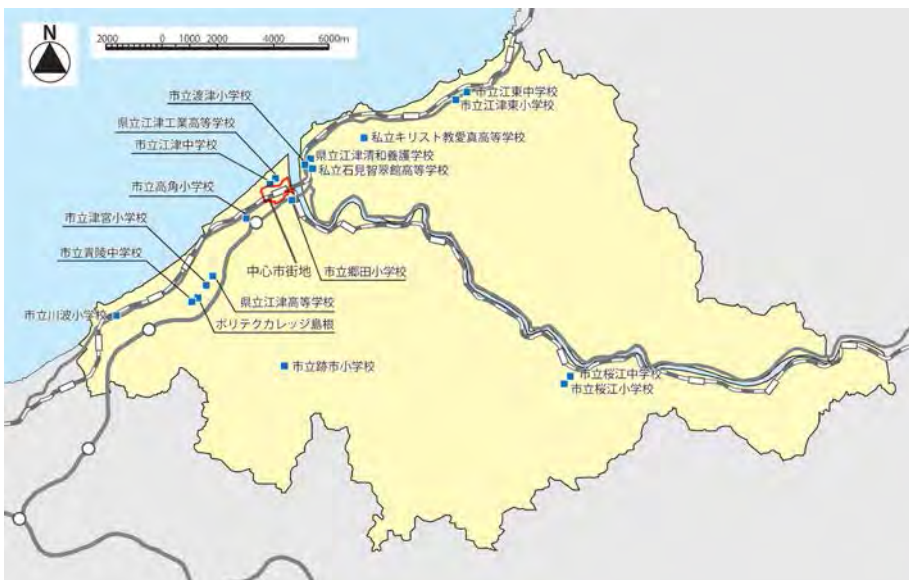 N
2000 0 1000 2000 4000 6000m
市立江東中学校
市立江津東小学校
市立渡津小学校
県立江津工業高等学校
私立キリスト教愛真高等学校
市立江津中学校
県立江津清和養護学校
私立石見智翠館高等学校
市立高角小学校
市立津宮小学校
市立青陵中学校
中心市街地
市立郷田小学校
県立江津高等学校
市立川波小学校
ポリテクカレッジ島根
市立跡市小学校
市立桜江中学校
市立桜江小学校